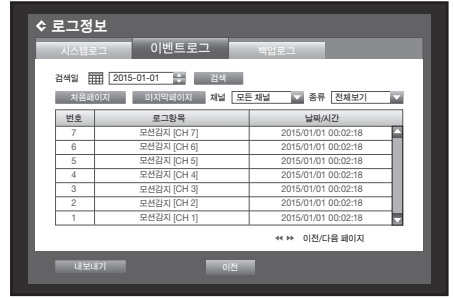 로그정보
시스템로그 이벤트로그 백업로그
검색일 2015-01-01 검색
처음페이지 마지막페이지 채널 모든 채널 종류 전체보기
번호 로그항목 날짜/시간
7 모션감지 [CH 7] 2015/01/01 00:02:18
6 모션감지 [CH 6] 2015/01/01 00:02:18
5 모션감지 [CH 5] 2015/01/01 00:02:18
4 모션감지 [CH 4] 2015/01/01 00:02:18
3 모션감지 [CH 3] 2015/01/01 00:02:18
2 모션감지 [CH 2] 2015/01/01 00:02:18
1 모션감지 [CH 1] 2015/01/01 00:02:18
이전/다음 페이지
내보내기 이전